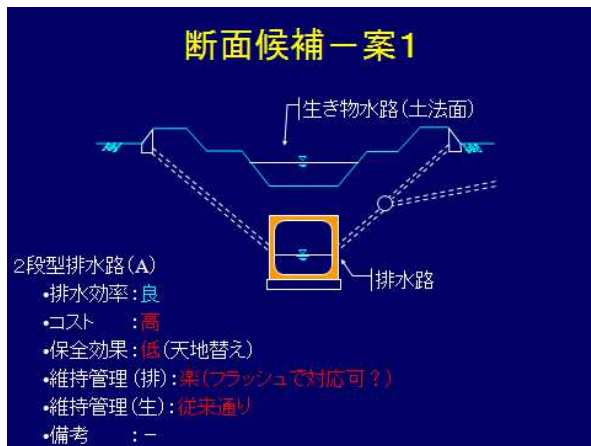 断面候補－案1
生き物水路(土法面)
2段型排水路(A)
排水路
•排水効率:良
•コスト　:高
•保全効果:低(天地替え)
•維持管理(排):楽(フラッシュで対応可？)
•維持管理(生):従来通り
•備考　:－